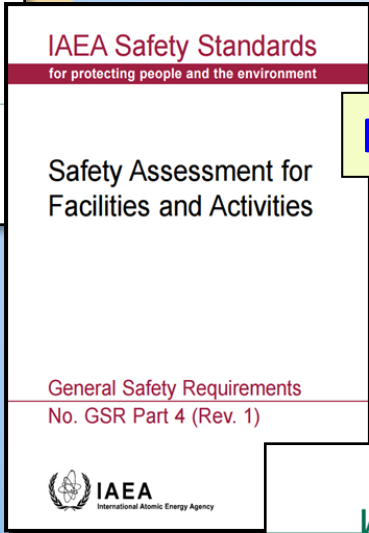 IAEA Safety Standards
for protecting people and the environment
Safety Assessment for
Facilities and Activities
General Safety Requirements
No. GSR Part 4 (Rev. 1)
IAEA
International Atomic Energy Agency